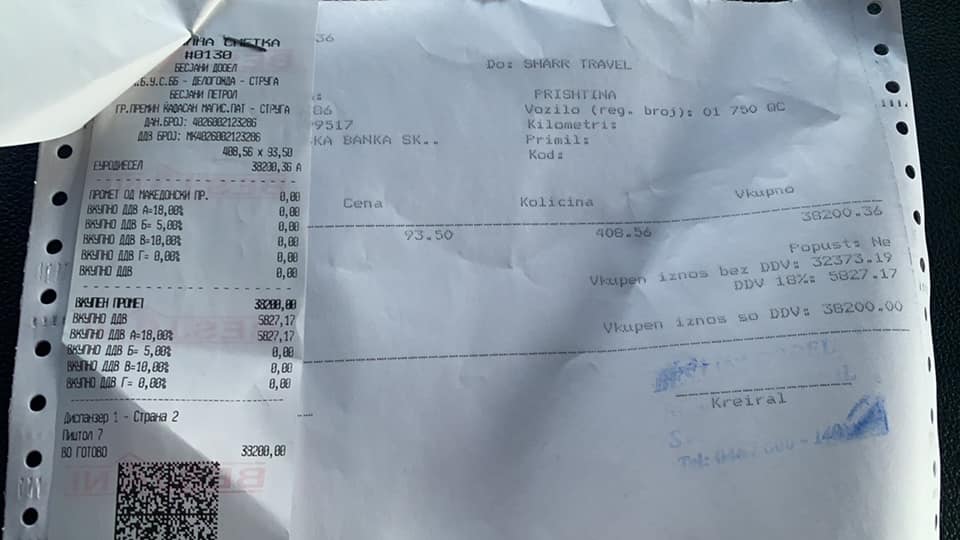 СМЕТКА
#0130
БЕСЈАНИ ДООЕЛ
.Б.У.С.ББ - ДЕЛОГОЖДА - СТРУГА
БЕСЈАНИ ПЕТРОЛ
ГР.ПРЕМИН ЌАФАСАН МАГИС.ПАТ - СТРУГА
ДАН.БРОЈ: 4026002123286
ДДВ БРОЈ: МК4026002123286
408,56 x 93,50
ЕУРОДИЕСЕЛ 38200,36 А
ПРОМЕТ ОД МАКЕДОНСКИ ПР. 0,00
ВКУПНО ДДВ А=18,00% 0,00
ВКУПНО ДДВ Б= 5,00% 0,00
ВКУПНО ДДВ В=10,00% 0,00
ВКУПНО ДДВ Г= 0,00% 0,00
ВКУПНО ДДВ 0,00
ВКУПЕН ПРОМЕТ 38200,00
ВКУПНО ДДВ 5827,17
ВКУПНО ДДВ А=18,00% 5827,17
ВКУПНО ДДВ Б= 5,00% 0,00
ВКУПНО ДДВ В=10,00% 0,00
ВКУПНО ДДВ Г= 0,00% 0,00
Диспанзер 1 - Страна 2
Пиштол 7
ВО ГОТОВО 38200,00
36
Do: SHARR TRAVEL
PRISHTINA
286 Vozilo (reg. broj): 01 750 GC
9517 Kilometri:
SKA BANKA SK.. Primil:
Kod:
Cena Kolicina Vkupno
93.50 408.56 38200.36
Popust: Ne
Vkupen iznos bez DDV: 32373.19
DDV 18%: 5827.17
Vkupen iznos so DDV: 38200.00
Kreiral